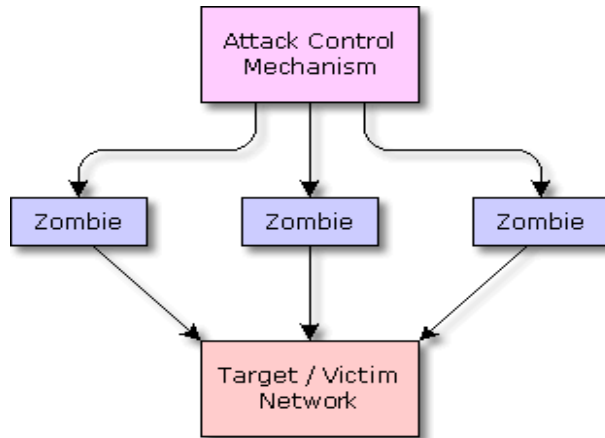 Attack Control
Mechanism
Zombie
Zombie
Zombie
Target / Victim
Network